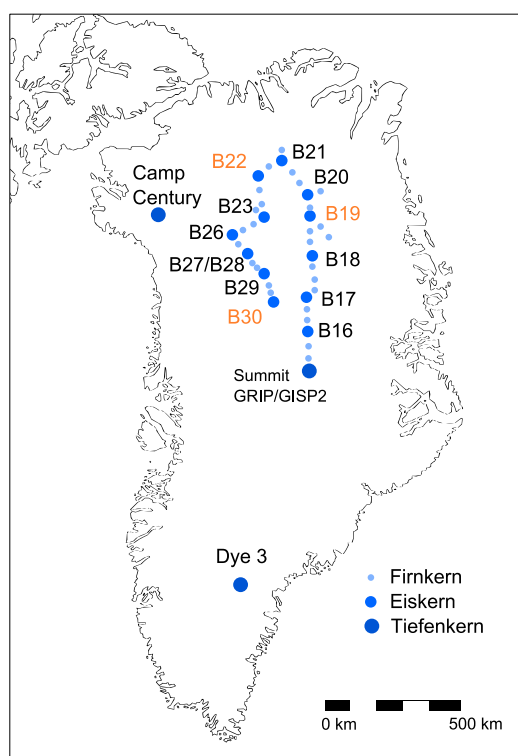 B21
B22
B20
Camp
Century
B23
B19
B26
B18
B27/B28
B29
B17
B30
B16
Summit
GRIP/GISP2
Dye 3
Firnkern
Eiskern
Tiefenkern
0 km
500 km